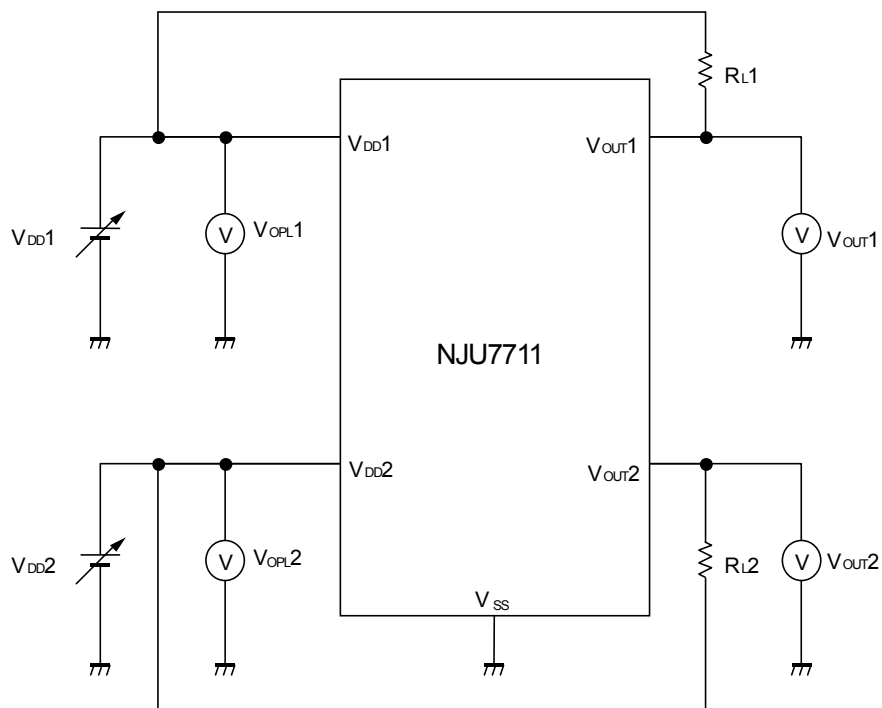 RL1
VDD1
VOUT1
VDD1
V
VOPL1
V
VOUT1
NJU7711
VDD2
VOUT2
VDD2
V
VOPL2
RL2
V
VOUT2
VSS